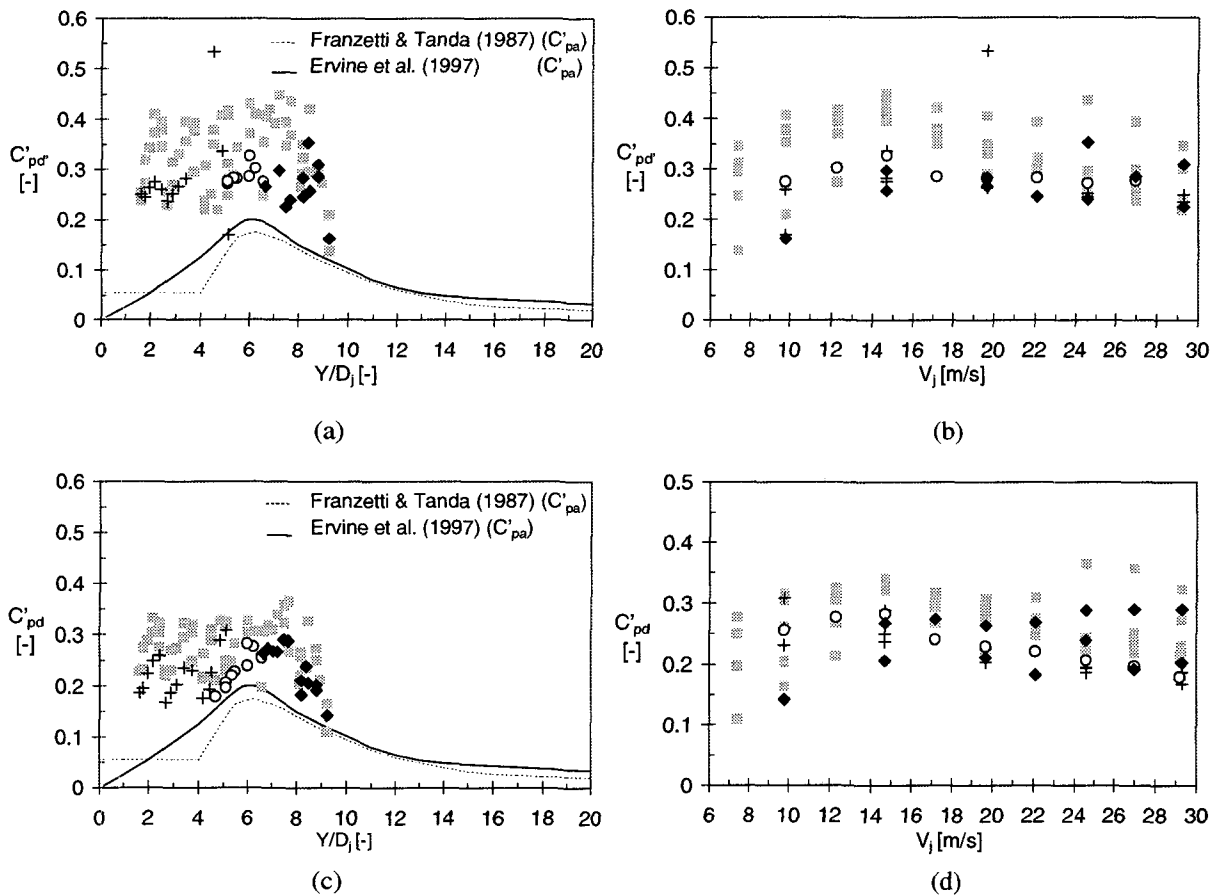 0.6
0.5
0.4
C'pd'
0.3
[-]
0.2
0.1
0
Franzetti & Tanda (1987) (C'pa)
Ervine et al. (1997) (C'pa)
0 2 4 6 8 10 12 14 16 18 20
Y/Dj [-]
(a)
0.6
0.5
0.4
C'pd'
0.3
[-]
0.2
0.1
0
6 8 10 12 14 16 18 20 22 24 26 28 30
Vj [m/s]
(b)
0.6
0.5
0.4
C'pd
0.3
[-]
0.2
0.1
0
Franzetti & Tanda (1987) (C'pa)
Ervine et al. (1997) (C'pa)
0 2 4 6 8 10 12 14 16 18 20
Y/Dj [-]
(c)
0.5
0.4
C'pd
0.3
[-]
0.2
0.1
0
6 8 10 12 14 16 18 20 22 24 26 28 30
Vj [m/s]
(d)